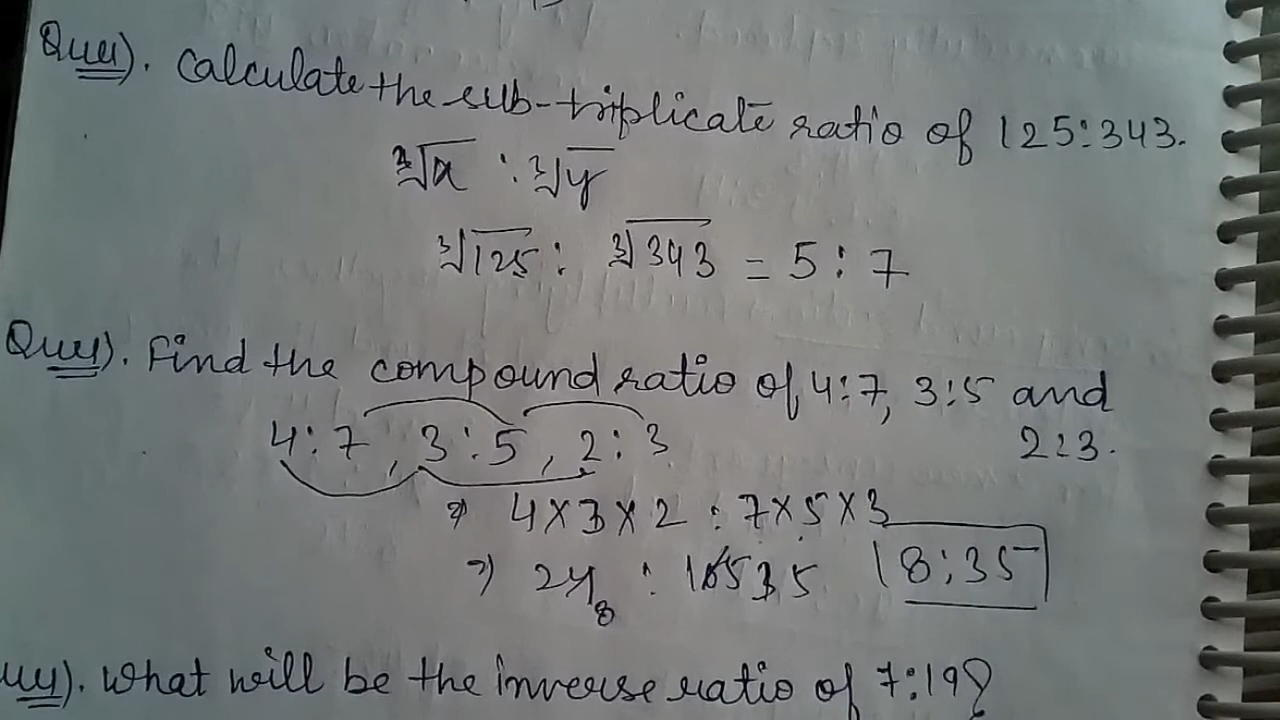 Ques). Calculate the sub-triplicate ratio of 125:343.
∛x : ∛y
∛125 : ∛343 = 5:7
Ques). Find the compound ratio of 4:7, 3:5 and
2:3.
4:7, 3:5, 2:3
⇒ 4×3×2 : 7×5×3
⇒ 24 8 : 105 35 8:35
What will be the inverse ratio of 7:19?